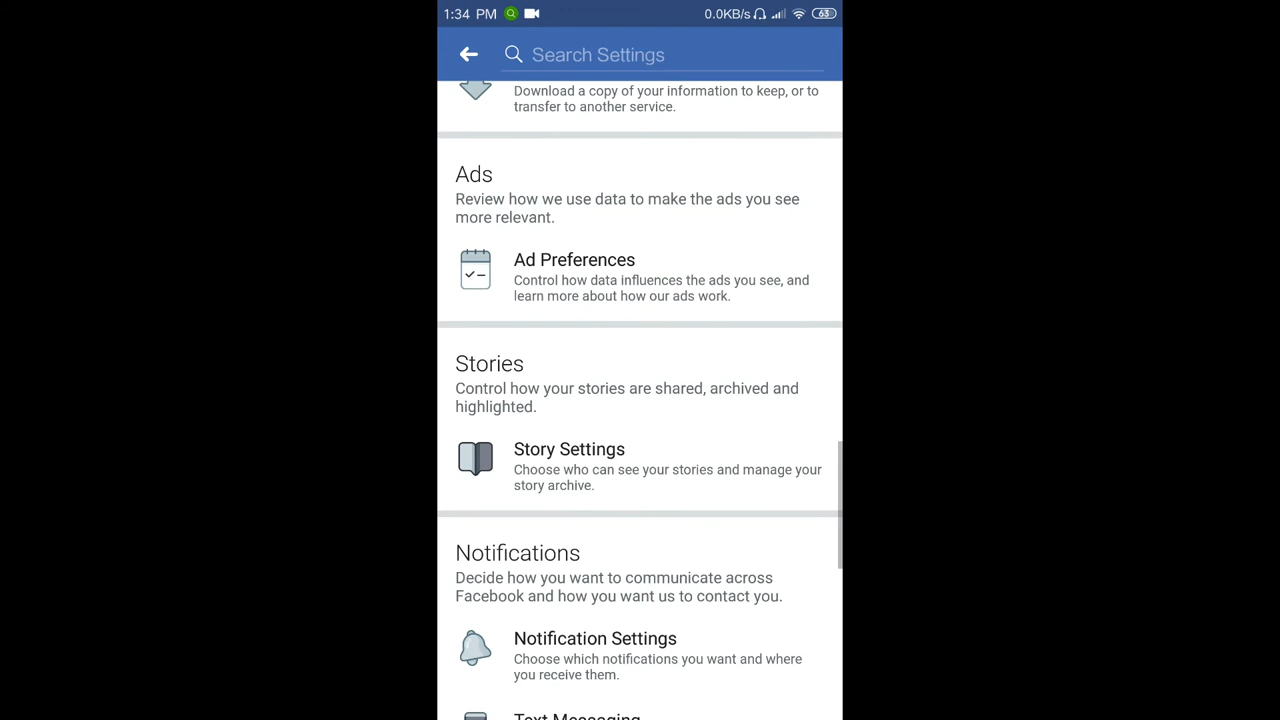 1:34 PM
0.0KB/s
63
Search Settings
Download a copy of your information to keep, or to
transfer to another service.
Ads
Review how we use data to make the ads you see
more relevant.
Ad Preferences
Control how data influences the ads you see, and
learn more about how our ads work.
Stories
Control how your stories are shared, archived and
highlighted.
Story Settings
Choose who can see your stories and manage your
story archive.
Notifications
Decide how you want to communicate across
Facebook and how you want us to contact you.
Notification Settings
Choose which notifications you want and where
you receive them.
Text Messaging